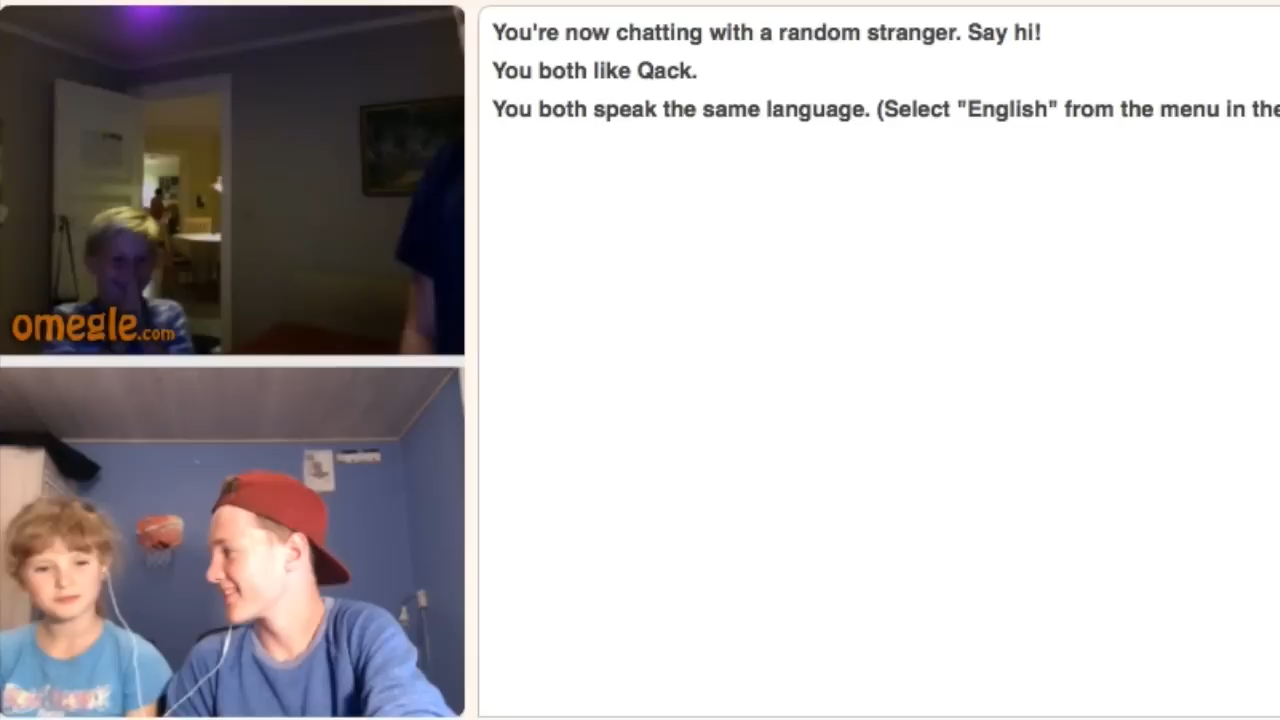 You're now chatting with a random stranger. Say hi!
You both like Qack.
You both speak the same language. (Select "English" from the menu in the
omegle.com